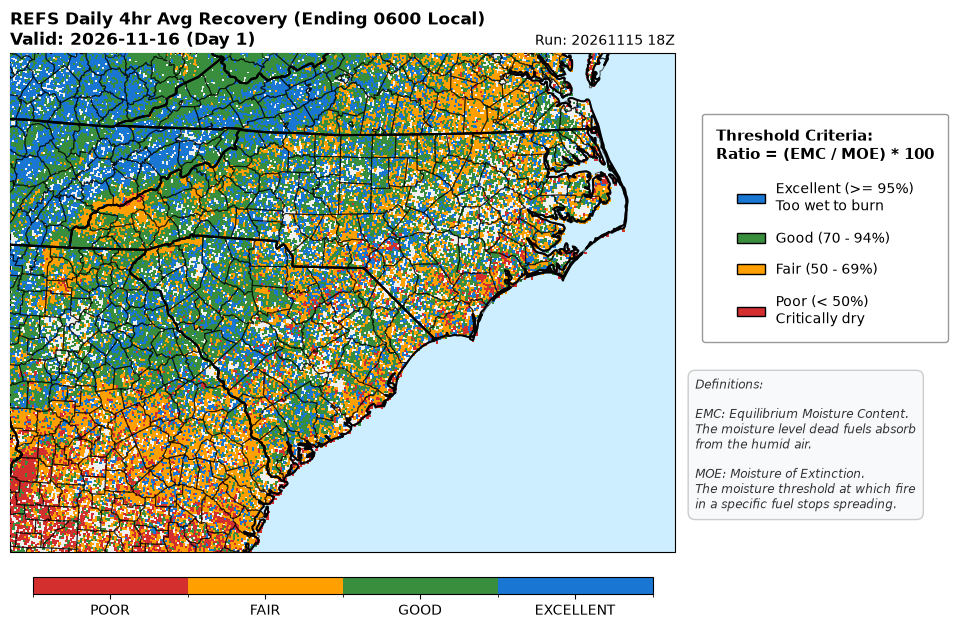 REFS Daily 4hr Avg Recovery (Ending 0600 Local)
Valid: 2026-11-16 (Day 1)
Run: 20261115 18Z
Threshold Criteria:
Ratio = (EMC / MOE) * 100
Excellent (>= 95%)
Too wet to burn
Good (70 - 94%)
Fair (50 - 69%)
Poor (< 50%)
Critically dry
Definitions:
EMC: Equilibrium Moisture Content.
The moisture level dead fuels absorb
from the humid air.
MOE: Moisture of Extinction.
The moisture threshold at which fire
in a specific fuel stops spreading.
POOR FAIR GOOD EXCELLENT